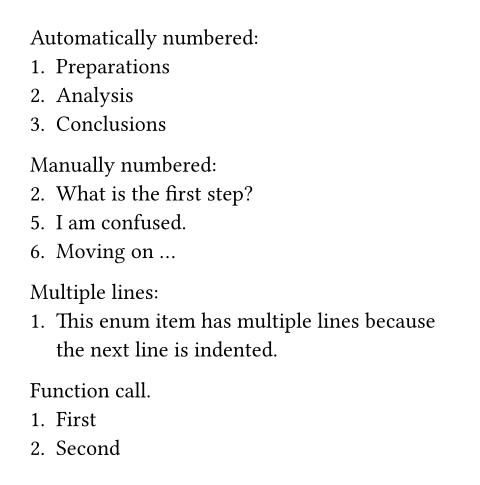 Automatically numbered:
1. Preparations
2. Analysis
3. Conclusions
Manually numbered:
2. What is the first step?
5. I am confused.
6. Moving on …
Multiple lines:
1. This enum item has multiple lines because
the next line is indented.
Function call.
1. First
2. Second